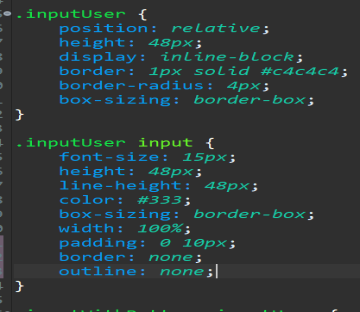 .inputUser {
position: relative;
height: 48px;
display: inline-block;
border: 1px solid #c4c4c4;
border-radius: 4px;
box-sizing: border-box;
}
.inputUser input {
font-size: 15px;
height: 48px;
line-height: 48px;
color: #333;
box-sizing: border-box;
width: 100%;
padding: 0 10px;
border: none;
outline: none;
}